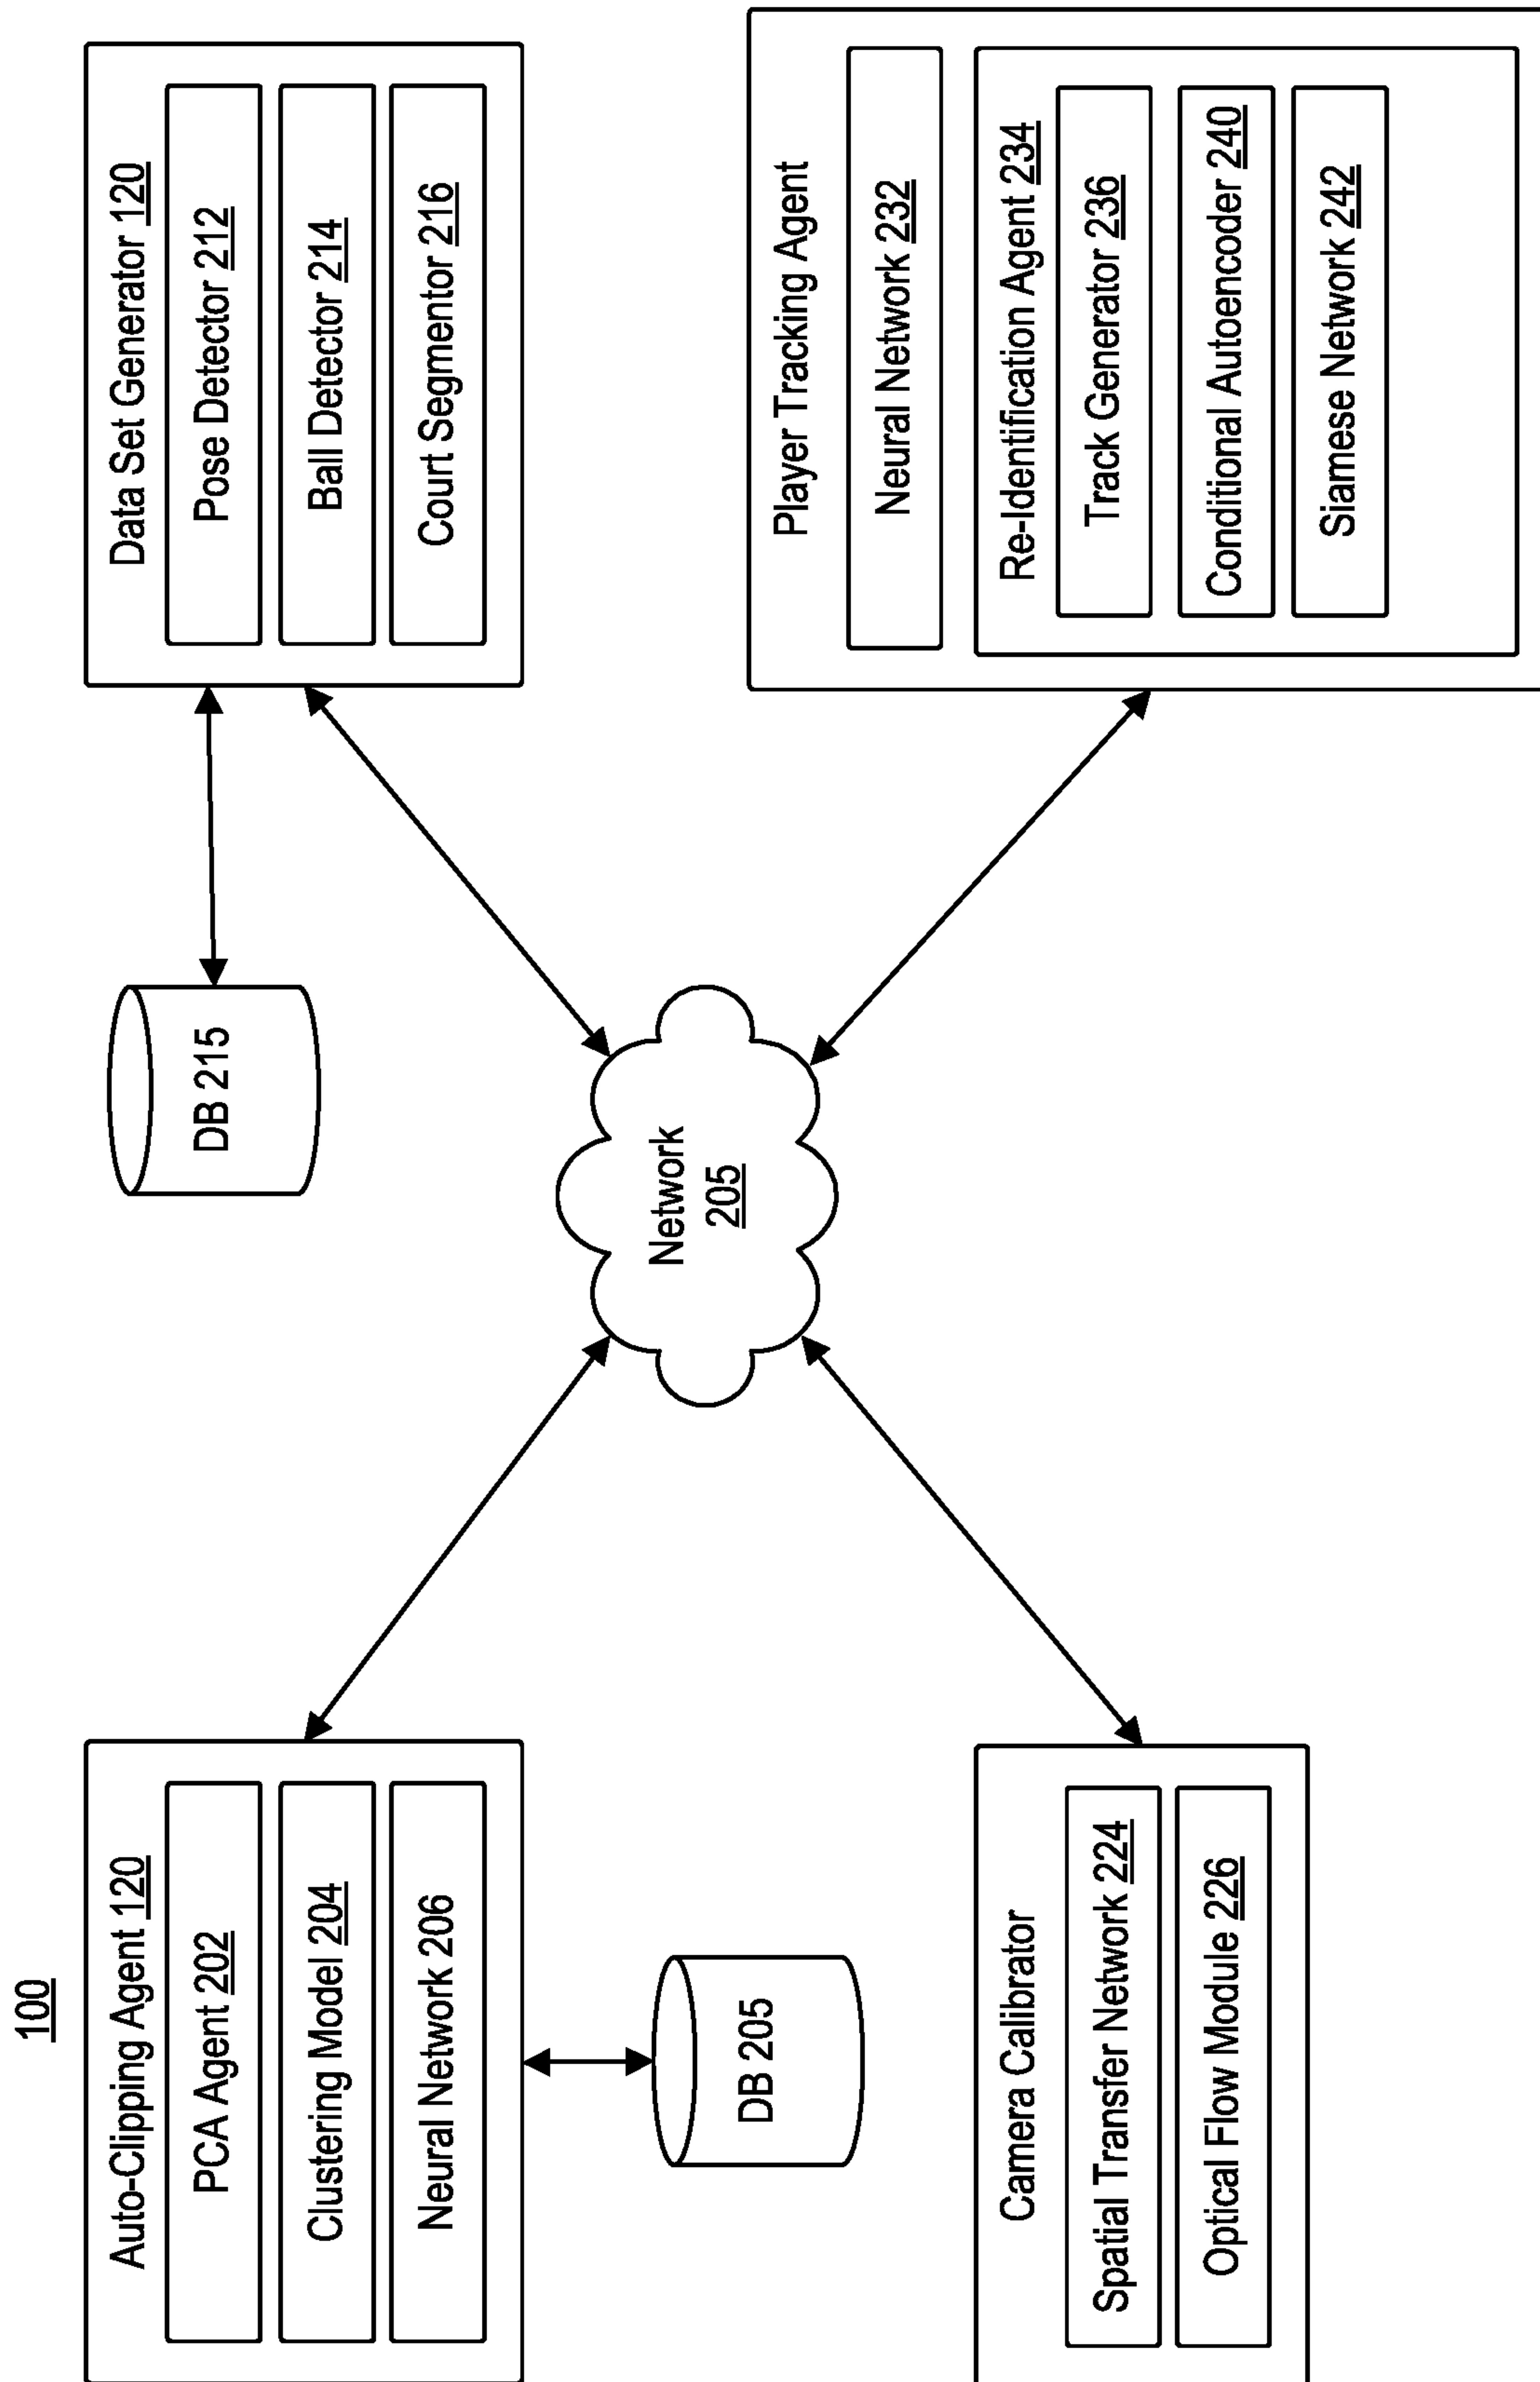 100
Auto-Clipping Agent 120
PCA Agent 202
Clustering Model 204
Neural Network 206
DB 205
Camera Calibrator
Spatial Transfer Network 224
Optical Flow Module 226
Network
205
DB 215
Data Set Generator 120
Pose Detector 212
Ball Detector 214
Court Segmentor 216
Player Tracking Agent
Neural Network 232
Re-Identification Agent 234
Track Generator 236
Conditional Autoencoder 240
Siamese Network 242